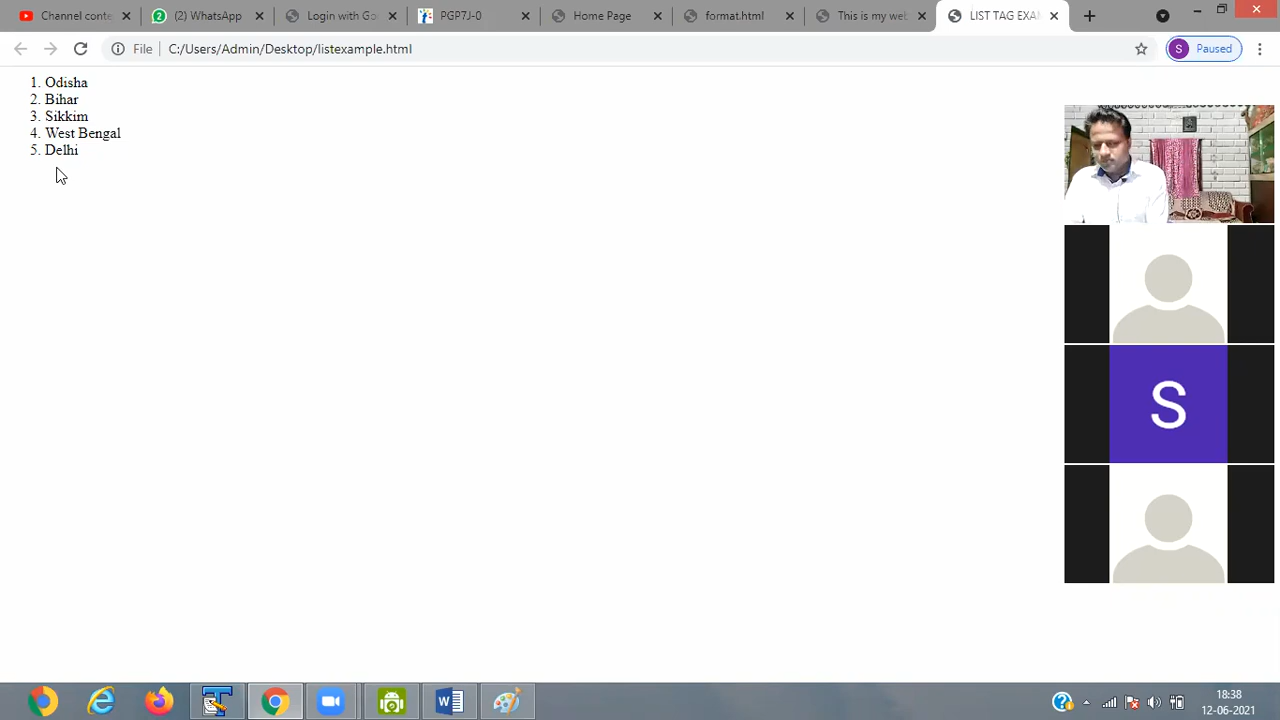 Channel conte
(2) WhatsApp
Login with Go
PGP7.-0
Home Page
format.html
This is my web
LIST TAG EXA
File
C:/Users/Admin/Desktop/listexample.html
S
Paused
1. Odisha
2. Bihar
3. Sikkim
4. West Bengal
5. Delhi
S
18:38
12-06-2021